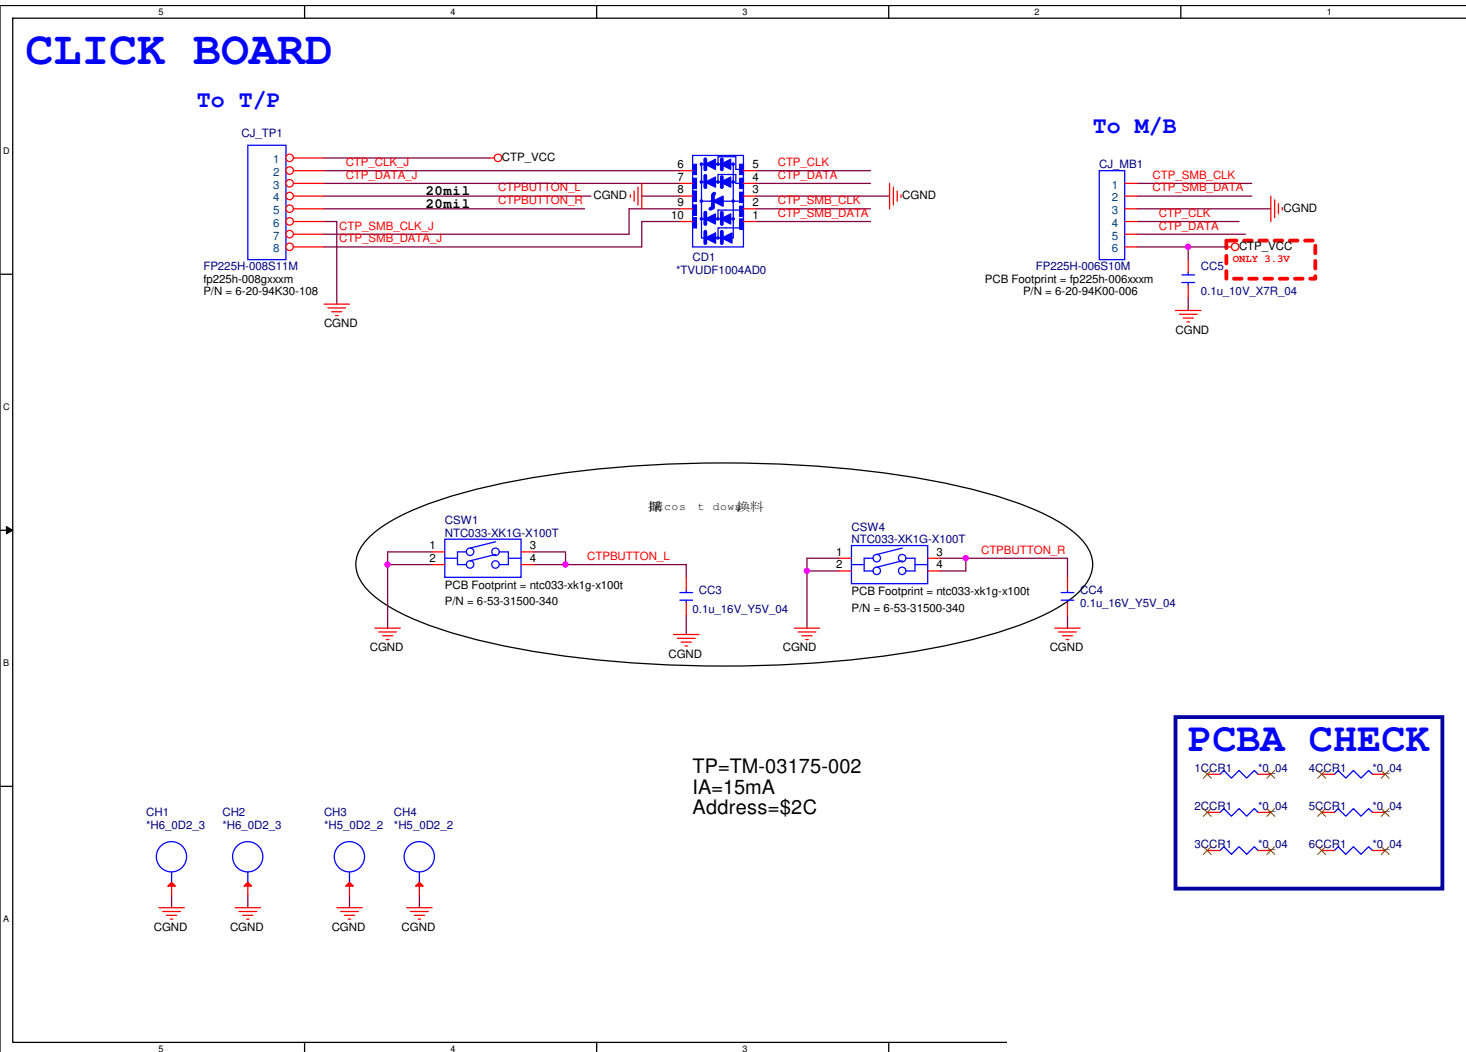 5 4 3 2 1
CLICK BOARD
To T/P
To M/B
CJ_TP1
1
2
3
4
5
6
7
8
CTP_VCC
CTP_CLK_J
CTP_DATA_J
20mil CTPBUTTON_L
20mil CTPBUTTON_R
CTP_SMB_CLK_J
CTP_SMB_DATA_J
FP225H-008S11M
fp225h-008gxxxm
P/N = 6-20-94K30-108
CGND
CGND
6 5 CTP_CLK
7 4 CTP_DATA
8 3
9 2 CTP_SMB_CLK
10 1 CTP_SMB_DATA
CGND
CD1
*TVUDF1004AD0
CJ_MB1
1 CTP_SMB_CLK
2 CTP_SMB_DATA
3 CGND
4 CTP_CLK
5 CTP_DATA
6 CTP_VCC
ONLY 3.3V
FP225H-006S10M
PCB Footprint = fp225h-006xxxm
P/N = 6-20-94K00-006
CC5
0.1u_10V_X7R_04
CGND
D
C
B
A
cos t down換料
CSW1
NTC033-XK1G-X100T
1 3
2 4
CTPBUTTON_L
PCB Footprint = ntc033-xk1g-x100t
P/N = 6-53-31500-340
CC3
0.1u_16V_Y5V_04
CGND
CGND
CSW4
NTC033-XK1G-X100T
1 3
2 4
CTPBUTTON_R
PCB Footprint = ntc033-xk1g-x100t
P/N = 6-53-31500-340
CC4
0.1u_16V_Y5V_04
CGND
CGND
TP=TM-03175-002
IA=15mA
Address=$2C
PCBA CHECK
1CCR1 *0_04 4CCR1 *0_04
2CCR1 *0_04 5CCR1 *0_04
3CCR1 *0_04 6CCR1 *0_04
CH1 CH2 CH3 CH4
*H6_0D2_3 *H6_0D2_3 *H5_0D2_2 *H5_0D2_2
CGND CGND CGND CGND
5 4 3